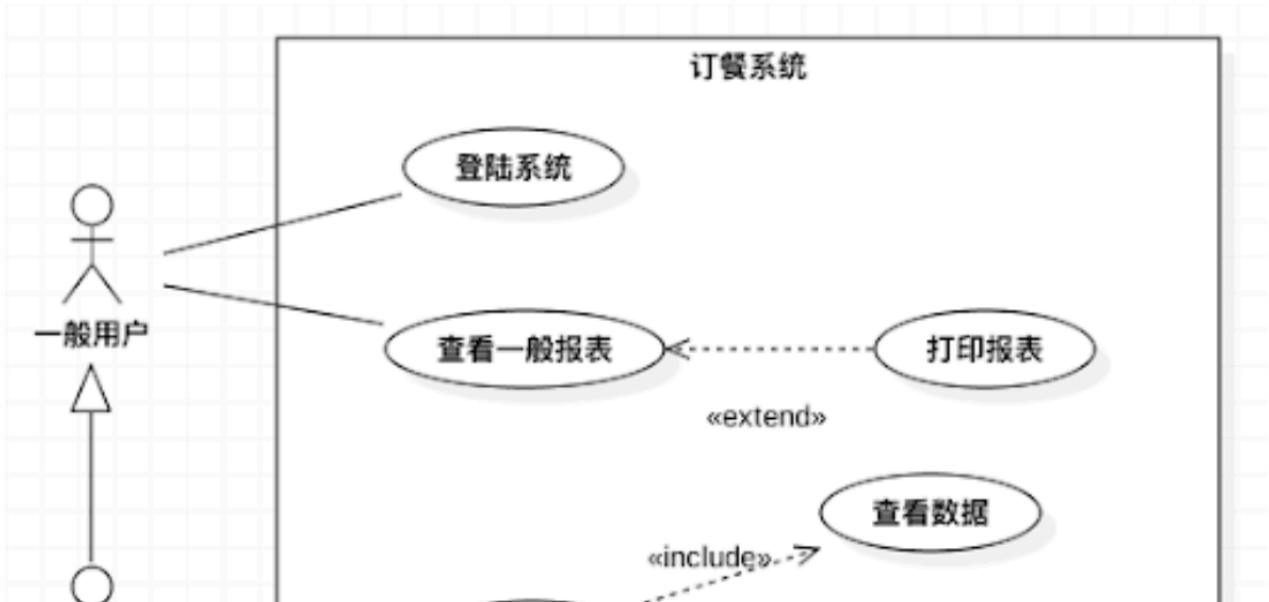 订餐系统
登陆系统
一般用户
查看一般报表
打印报表
«extend»
查看数据
«include»